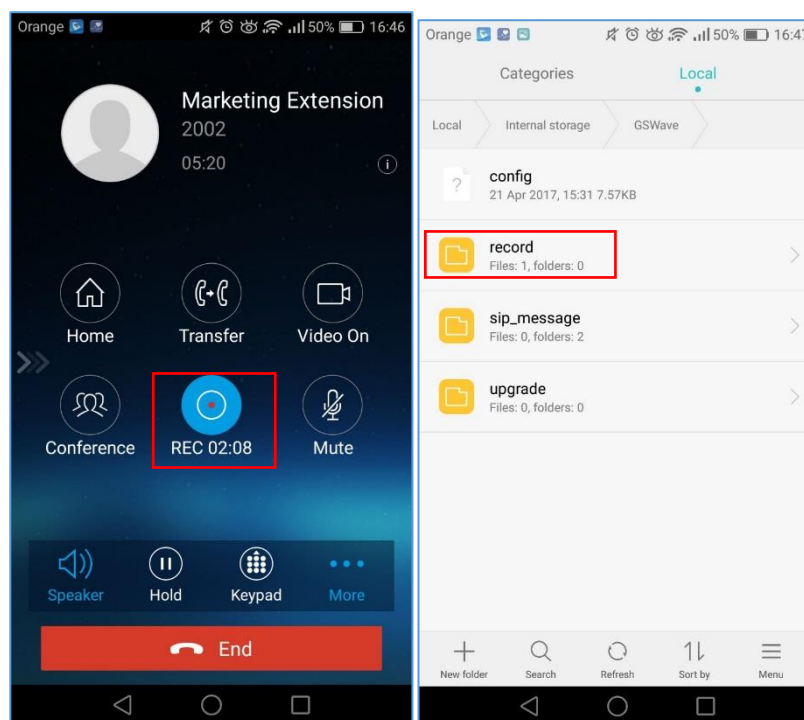 Orange 50% 16:46
Marketing Extension
2002
05:20
Home Transfer Video On
Conference REC 02:08 Mute
Speaker Hold Keypad More
End
Orange 50% 16:47
Categories Local
Local Internal storage GSWave
config
21 Apr 2017, 15:31 7.57KB
record
Files: 1, folders: 0
sip_message
Files: 0, folders: 2
upgrade
Files: 0, folders: 0
New folder Search Refresh Sort by Menu